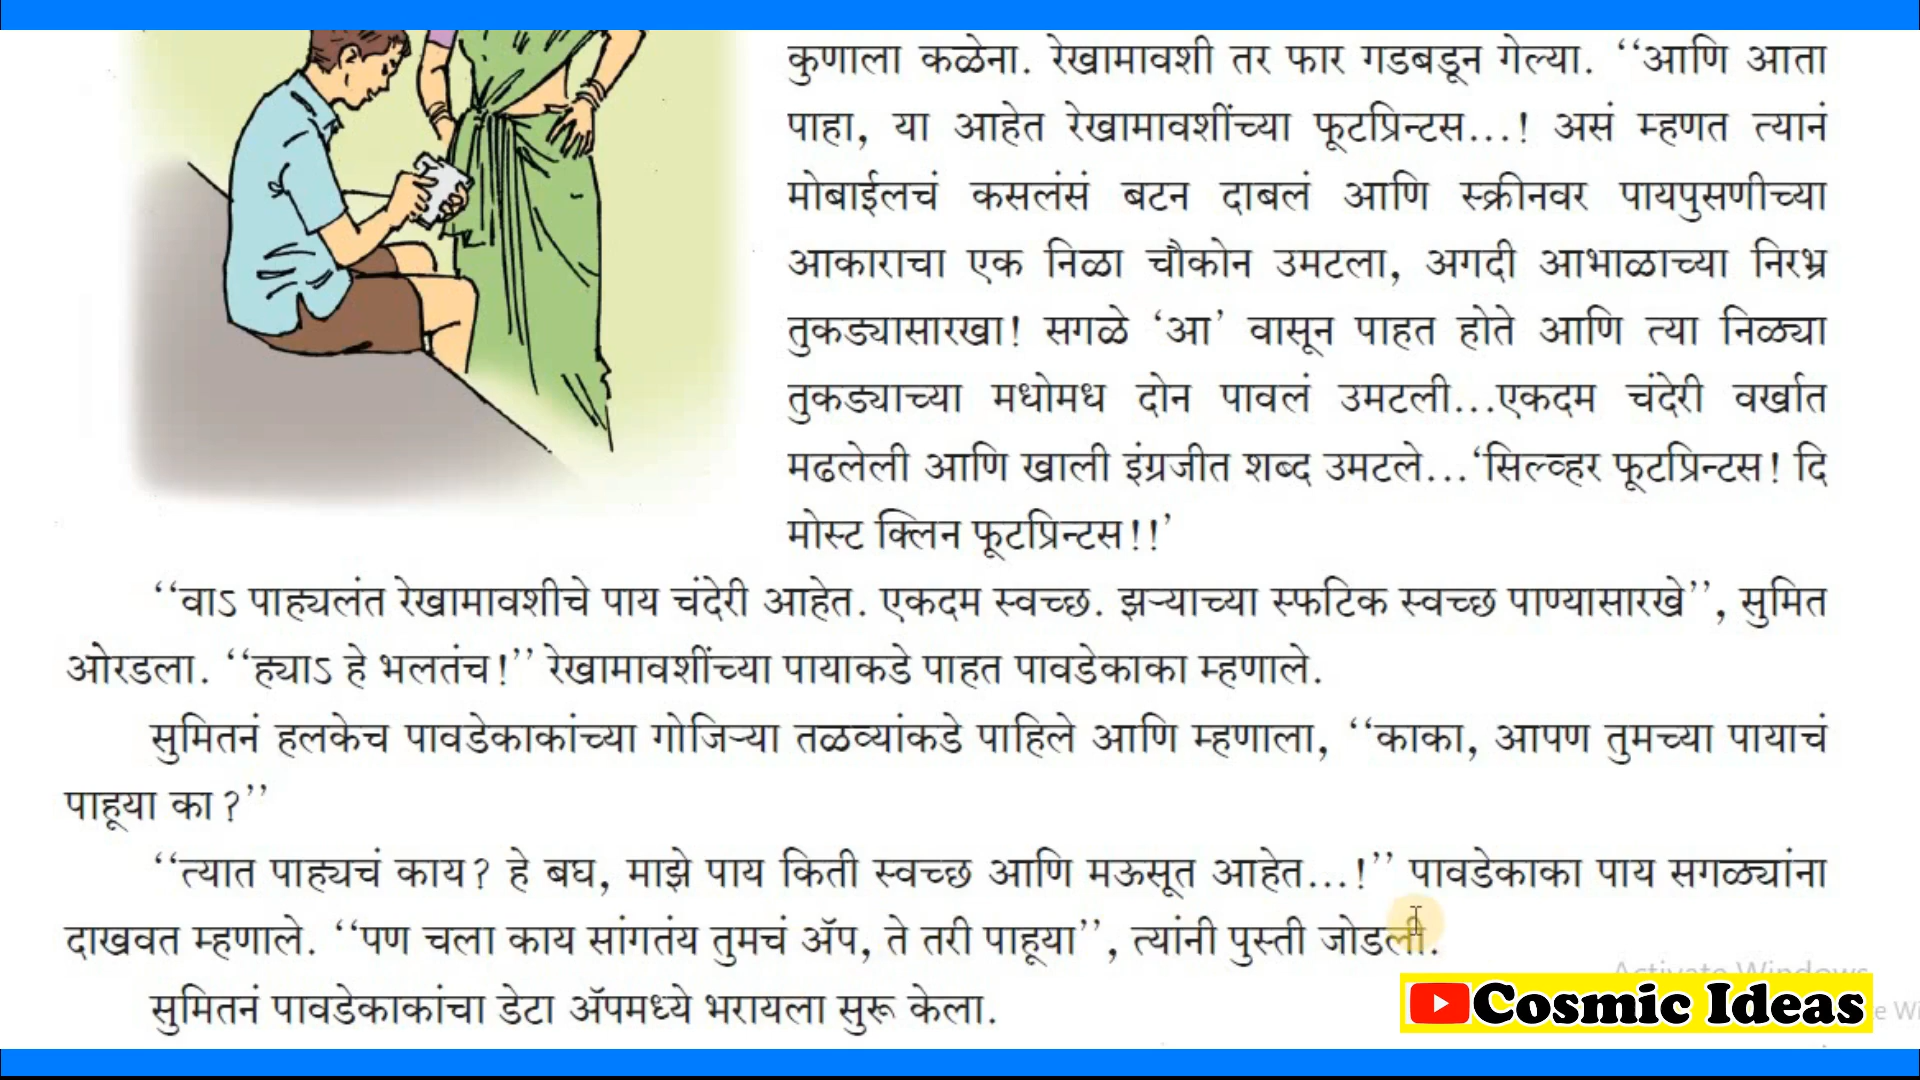 कुणाला कळेना. रेखामावशी तर फार गडबडून गेल्या. ‘‘आणि आता
पाहा, या आहेत रेखामावशींच्या फूटप्रिन्टस...! असं म्हणत त्यानं
मोबाईलचं कसलंसं बटन दाबलं आणि स्क्रीनवर पायपुसणीच्या
आकाराचा एक निळा चौकोन उमटला, अगदी आभाळाच्या निरभ्र
तुकड्यासारखा! सगळे ‘आ’ वासून पाहत होते आणि त्या निळ्या
तुकड्याच्या मधोमध दोन पावलं उमटली...एकदम चंदेरी वर्खात
मढलेली आणि खाली इंग्रजीत शब्द उमटले...‘सिल्व्हर फूटप्रिन्टस! दि
मोस्ट क्लिन फूटप्रिन्टस!!’
‘‘वाऽ पाह्यलंत रेखामावशीचे पाय चंदेरी आहेत. एकदम स्वच्छ. झऱ्याच्या स्फटिक स्वच्छ पाण्यासारखे’’, सुमित
ओरडला. ‘‘ह्याऽ हे भलतंच!’’ रेखामावशींच्या पायाकडे पाहत पावडेकाका म्हणाले.
सुमितनं हलकेच पावडेकाकांच्या गोजिऱ्या तळव्यांकडे पाहिले आणि म्हणाला, ‘‘काका, आपण तुमच्या पायाचं
पाहूया का?’’
‘‘त्यात पाह्यचं काय? हे बघ, माझे पाय किती स्वच्छ आणि मऊसूत आहेत...!’’ पावडेकाका पाय सगळ्यांना
दाखवत म्हणाले. ‘‘पण चला काय सांगतंय तुमचं ॲप, ते तरी पाहूया’’, त्यांनी पुस्ती जोडली.
सुमितनं पावडेकाकांचा डेटा ॲपमध्ये भरायला सुरू केला.
Activate Windows
Cosmic Ideas